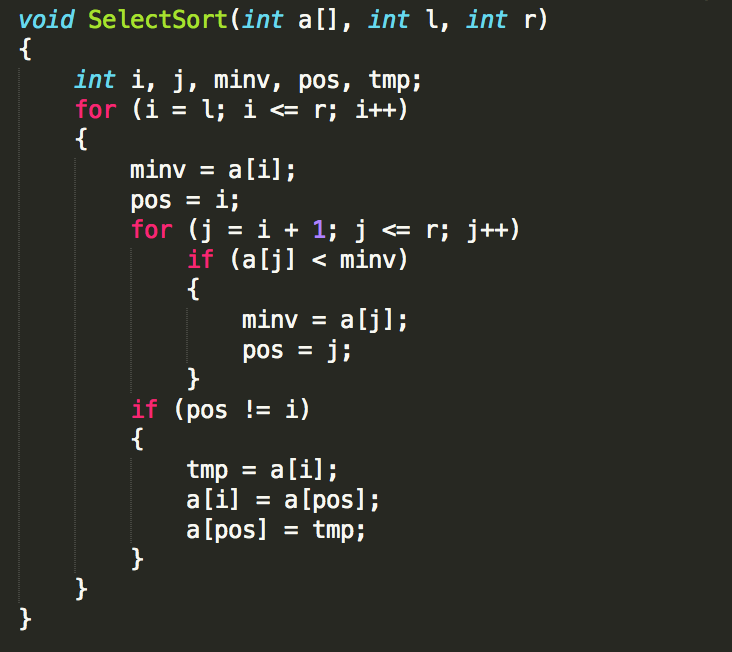 void SelectSort(int a[], int l, int r)
{
    int i, j, minv, pos, tmp;
    for (i = l; i <= r; i++)
    {
        minv = a[i];
        pos = i;
        for (j = i + 1; j <= r; j++)
            if (a[j] < minv)
            {
                minv = a[j];
                pos = j;
            }
        if (pos != i)
        {
            tmp = a[i];
            a[i] = a[pos];
            a[pos] = tmp;
        }
    }
}